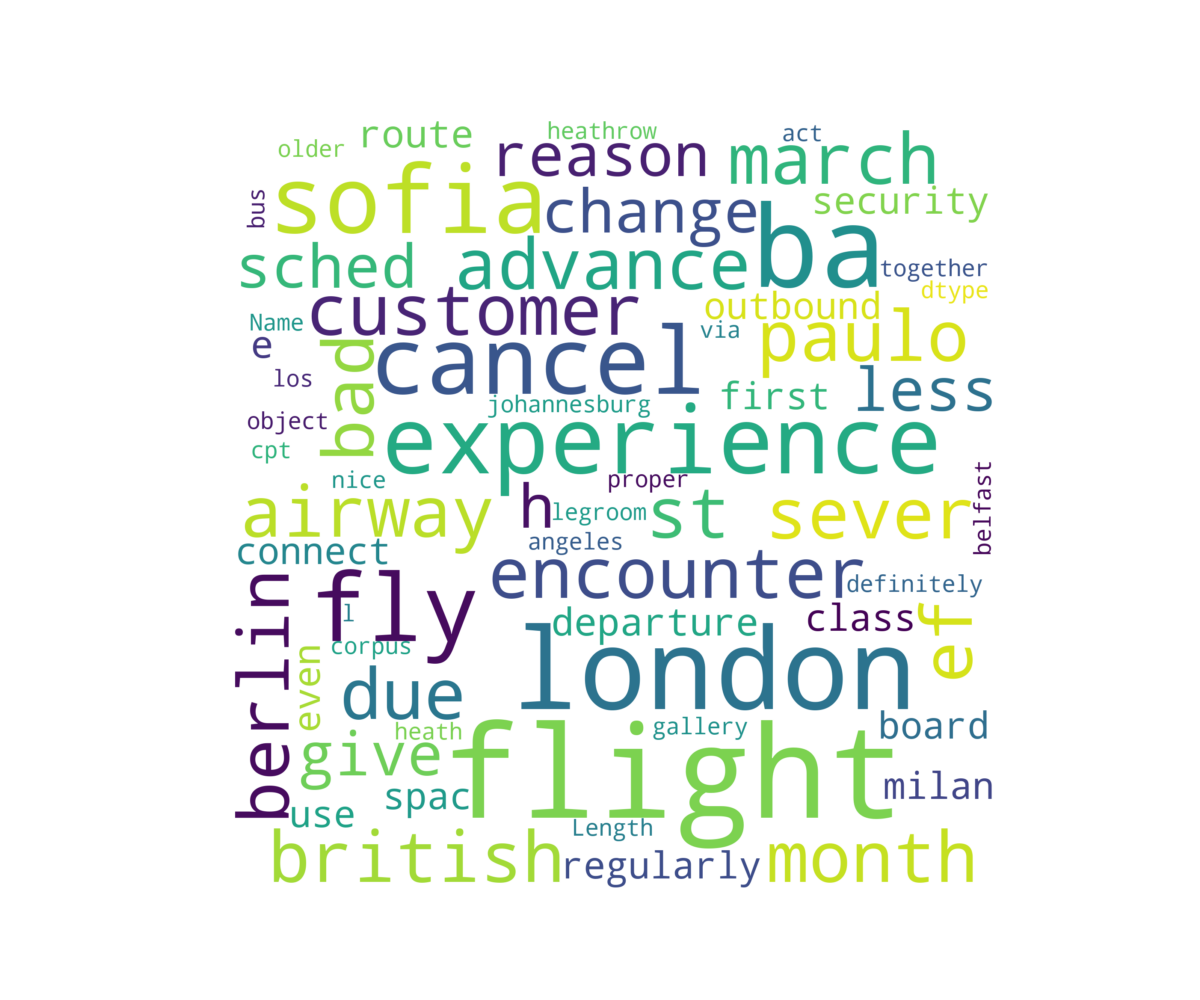 heathrow
act
older
route
reason
march
bus
sofia
change
security
ba
sched
advance
together
dtype
Name
customer
outbound
paulo
via
e
bad
cancel
los
first
less
object
johannesburg
cpt
experience
nice
proper
belfast
airway
h
legroom
st
sever
angeles
connect
encounter
definitely
berlin
fly
l
departure
class
ef
corpus
even
due
london
heath
gallery
board
give
flight
milan
spac
use
Length
british
regularly
month